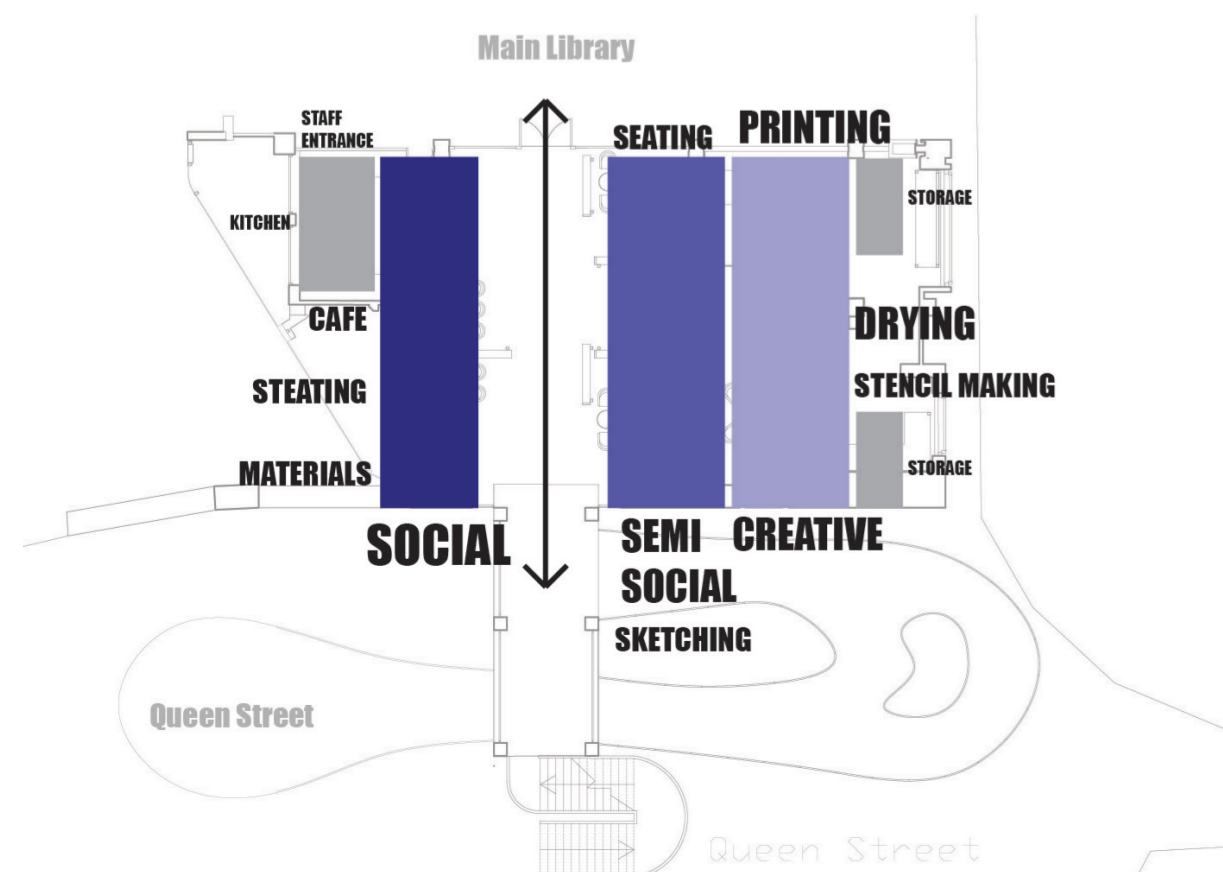 Main Library
STAFF
ENTRANCE
SEATING
PRINTING
KITCHEN
STORAGE
CAFE
DRYING
STEATING
STENCIL MAKING
MATERIALS
STORAGE
SOCIAL
SEMI
SOCIAL
CREATIVE
SKETCHING
Queen Street
Queen Street